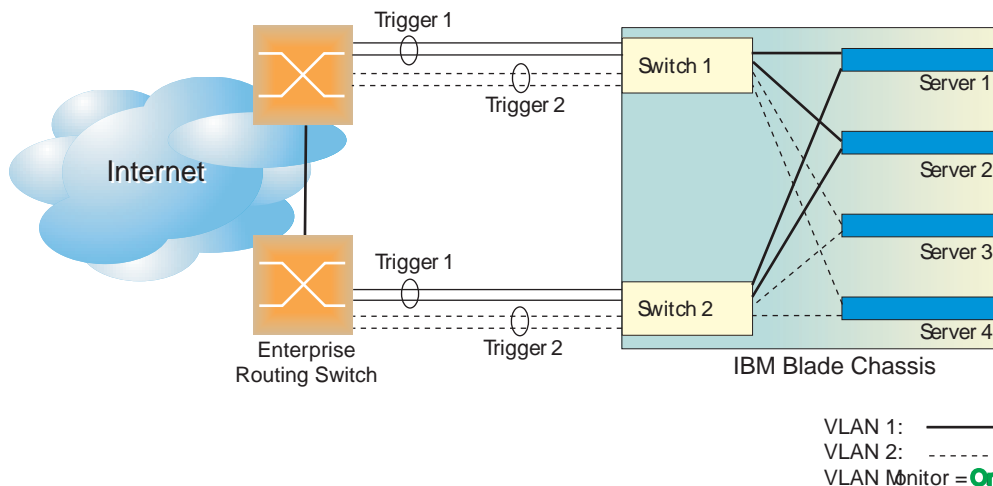 Trigger 1
Switch 1
Server 1
Trigger 2
Internet
Server 2
Server 3
Trigger 1
Switch 2
Trigger 2
Server 4
Enterprise
Routing Switch
IBM Blade Chassis
VLAN 1:
VLAN 2:
VLAN Monitor =